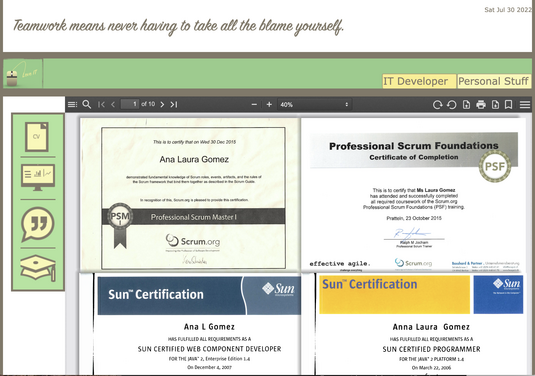 Sat Jul 30 2022
Teamwork means never having to take all the blame yourself.
IT Developer
Personal Stuff
1 of 10
40%
CV
This is to certify that on Wed 30 Dec 2015
Ana Laura Gomez
demonstrated fundamental knowledge of Scrum roles, events, artifacts, and the rules of
the Scrum framework that bind them together as described in the Scrum Guide.
In recognition of this, Scrum.org is pleased to provide this certification.
PSM
Professional Scrum Master I
Scrum.org
Professional Scrum Foundations
Certificate of Completion
PSF
This is to certify that Ms Laura Gomez
has attended and successfully completed
all required coursework of the Scrum.org
Professional Scrum Foundations (PSF) training.
Pratteln, 23 October 2015
Ralph M Jocham
Professional Scrum Trainer
effective agile.
Scrum.org
Sun™ Certification
Sun
Ana L Gomez
HAS FULFILLED ALL REQUIREMENTS AS A
SUN CERTIFIED WEB COMPONENT DEVELOPER
FOR THE JAVA™ 2, Enterprise Edition 1.4
On December 4, 2007
Sun™ Certification
Sun
Anna Laura Gomez
HAS FULFILLED ALL REQUIREMENTS AS A
SUN CERTIFIED PROGRAMMER
FOR THE JAVA™ 2 PLATFORM 1.4
On March 22, 2006